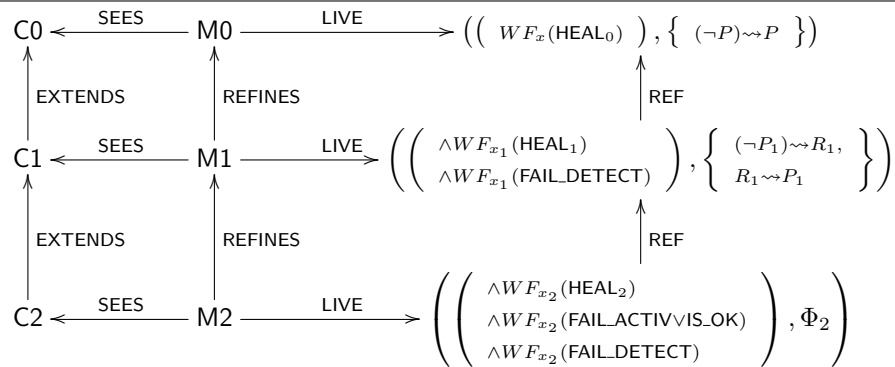 C0 SEES M0 LIVE ( ( WF_x(HEAL_0) ) , { (¬P)⇝P } )
EXTENDS REFINES REF
C1 SEES M1 LIVE ( ( ∧WF_{x_1}(HEAL_1) ∧WF_{x_1}(FAIL_DETECT) ) , { (¬P_1)⇝R_1, R_1⇝P_1 } )
EXTENDS REFINES REF
C2 SEES M2 LIVE ( ( ∧WF_{x_2}(HEAL_2) ∧WF_{x_2}(FAIL_ACTIV∨IS_OK) ∧WF_{x_2}(FAIL_DETECT) ) , Φ_2 )